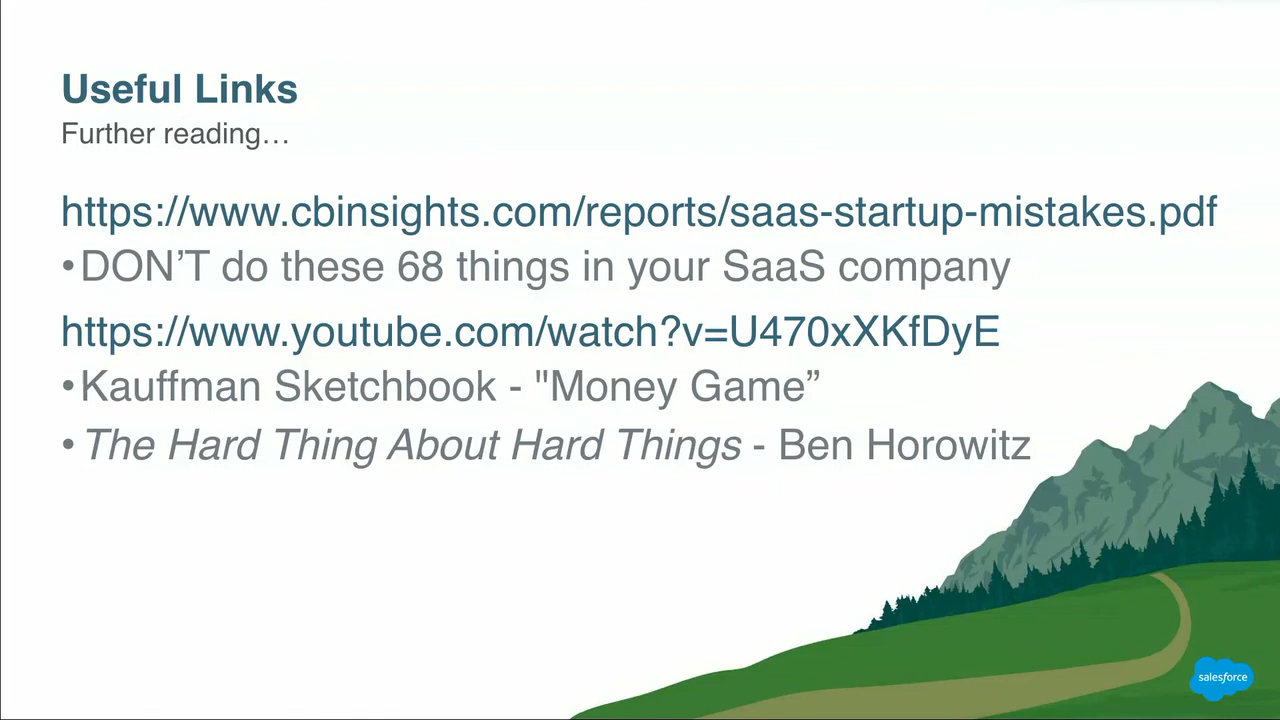 Useful Links
Further reading…
https://www.cbinsights.com/reports/saas-startup-mistakes.pdf
•DON’T do these 68 things in your SaaS company
https://www.youtube.com/watch?v=U470xXKfDyE
•Kauffman Sketchbook - "Money Game”
•The Hard Thing About Hard Things - Ben Horowitz
salesforce